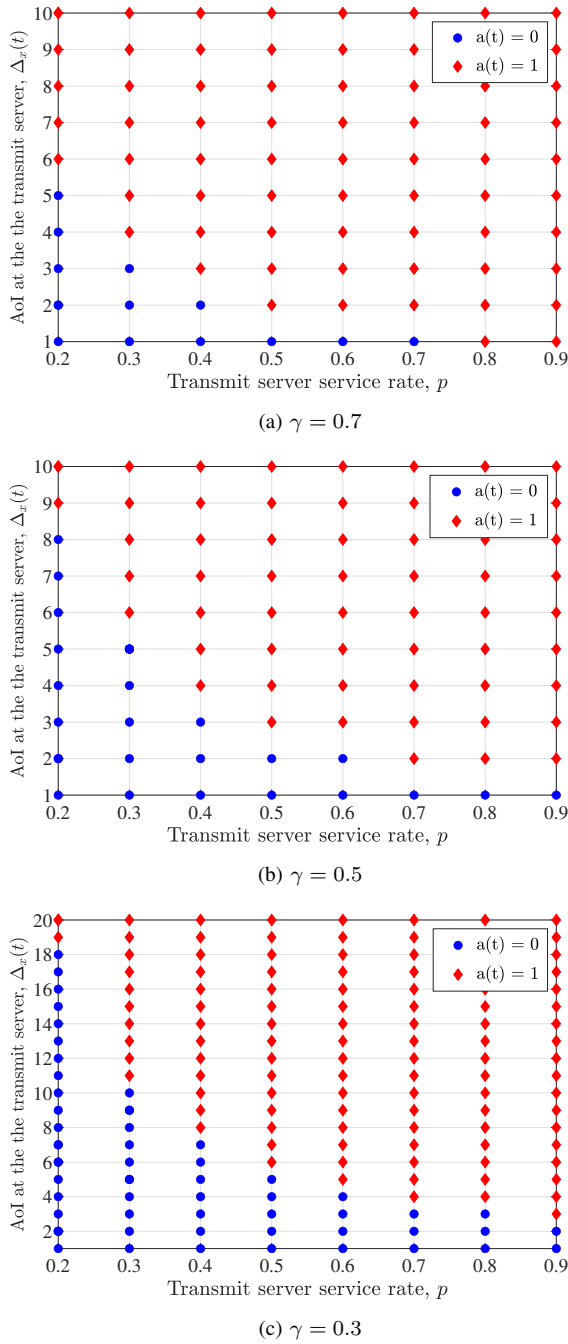 10
9
8
7
6
5
4
3
2
1
AoI at the the transmit server, Δₓ(t)
a(t) = 0
a(t) = 1
0.2 0.3 0.4 0.5 0.6 0.7 0.8 0.9
Transmit server service rate, p
(a) γ = 0.7
10
9
8
7
6
5
4
3
2
1
AoI at the the transmit server, Δₓ(t)
a(t) = 0
a(t) = 1
0.2 0.3 0.4 0.5 0.6 0.7 0.8 0.9
Transmit server service rate, p
(b) γ = 0.5
20
18
16
14
12
10
8
6
4
2
AoI at the the transmit server, Δₓ(t)
a(t) = 0
a(t) = 1
0.2 0.3 0.4 0.5 0.6 0.7 0.8 0.9
Transmit server service rate, p
(c) γ = 0.3